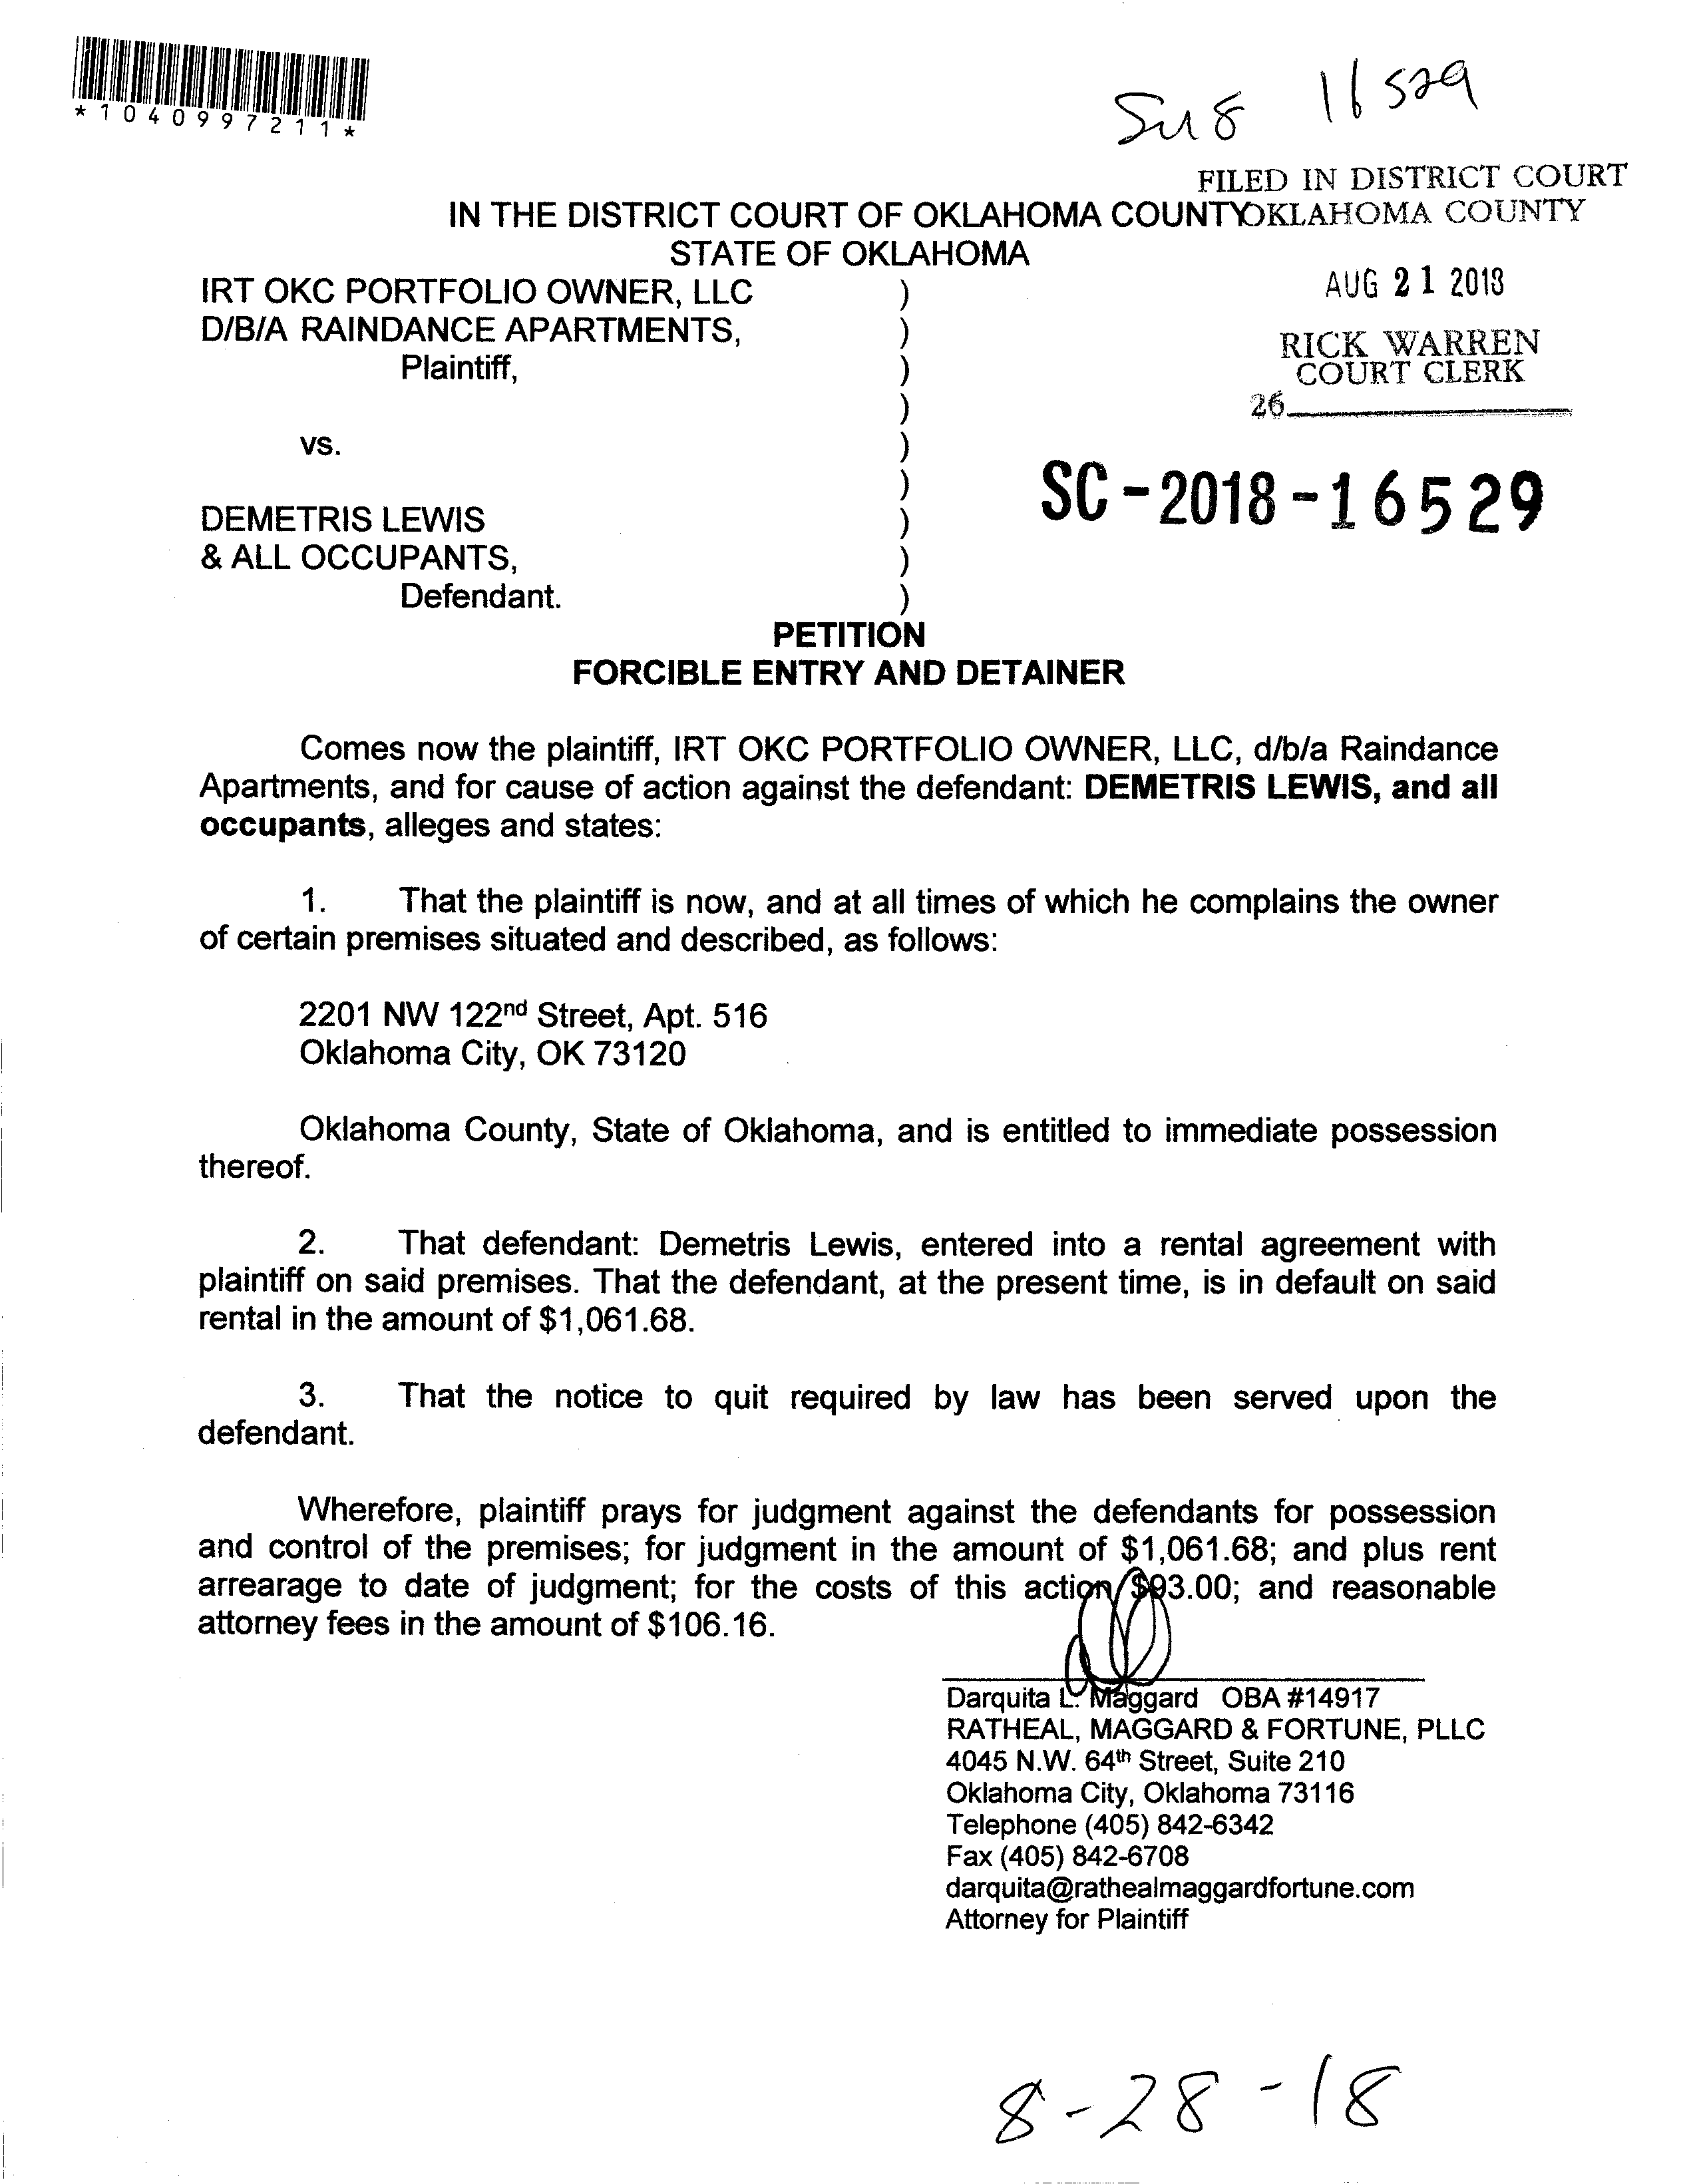 *1040997211*
16529
FILED IN DISTRICT COURT
OKLAHOMA COUNTY
IN THE DISTRICT COURT OF OKLAHOMA COUNTY
STATE OF OKLAHOMA
AUG 21 2018
RICK WARREN
COURT CLERK
26
IRT OKC PORTFOLIO OWNER, LLC )
D/B/A RAINDANCE APARTMENTS, )
Plaintiff, )
)
vs. )
)
DEMETRIS LEWIS )
& ALL OCCUPANTS, )
Defendant. )
SC-2018-16529
PETITION
FORCIBLE ENTRY AND DETAINER
Comes now the plaintiff, IRT OKC PORTFOLIO OWNER, LLC, d/b/a Raindance
Apartments, and for cause of action against the defendant: DEMETRIS LEWIS, and all
occupants, alleges and states:
1. That the plaintiff is now, and at all times of which he complains the owner
of certain premises situated and described, as follows:
2201 NW 122nd Street, Apt. 516
Oklahoma City, OK 73120
Oklahoma County, State of Oklahoma, and is entitled to immediate possession
thereof.
2. That defendant: Demetris Lewis, entered into a rental agreement with
plaintiff on said premises. That the defendant, at the present time, is in default on said
rental in the amount of $1,061.68.
3. That the notice to quit required by law has been served upon the
defendant.
Wherefore, plaintiff prays for judgment against the defendants for possession
and control of the premises; for judgment in the amount of $1,061.68; and plus rent
arrearage to date of judgment; for the costs of this action $93.00; and reasonable
attorney fees in the amount of $106.16.
Darquita L. Maggard OBA #14917
RATHEAL, MAGGARD & FORTUNE, PLLC
4045 N.W. 64th Street, Suite 210
Oklahoma City, Oklahoma 73116
Telephone (405) 842-6342
Fax (405) 842-6708
darquita@rathealmaggardfortune.com
Attorney for Plaintiff
8-28-18